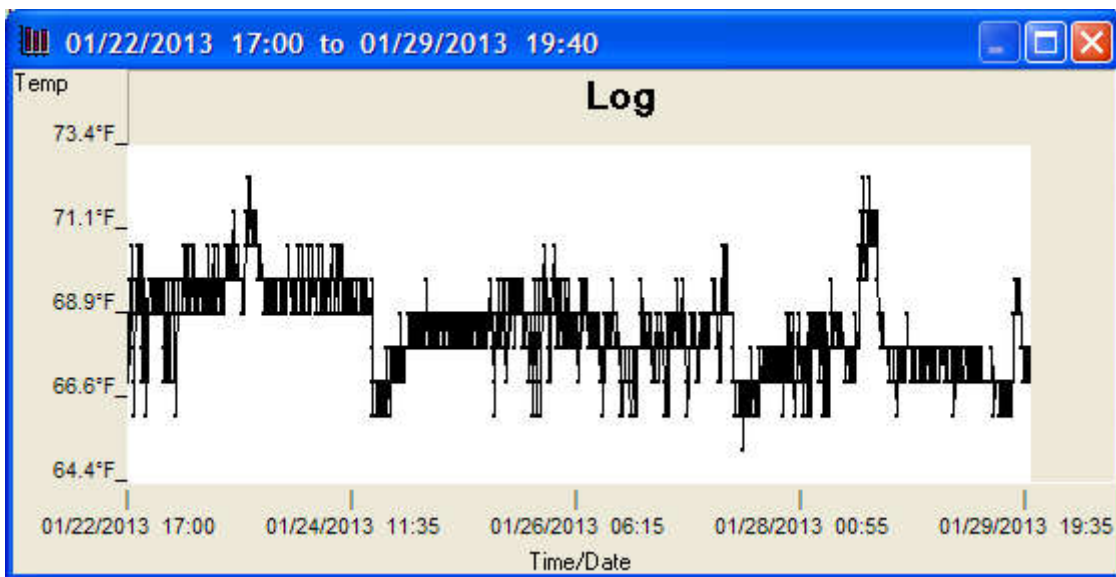 01/22/2013 17:00 to 01/29/2013 19:40
Temp
Log
73.4°F
71.1°F
68.9°F
66.6°F
64.4°F
01/22/2013 17:00 01/24/2013 11:35 01/26/2013 06:15 01/28/2013 00:55 01/29/2013 19:35
Time/Date